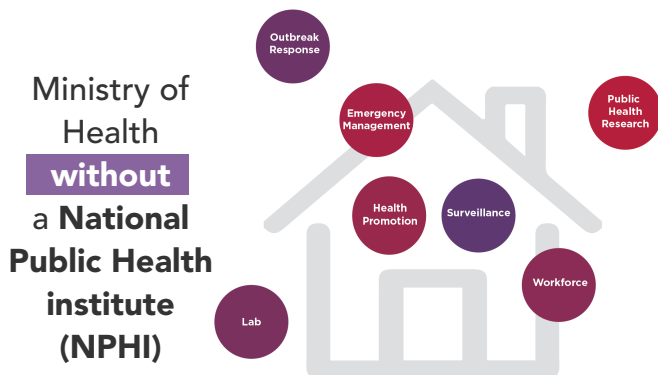 Ministry of
Health
without
a National
Public Health
institute
(NPHI)
Outbreak
Response
Emergency
Management
Public
Health
Research
Health
Promotion
Surveillance
Workforce
Lab